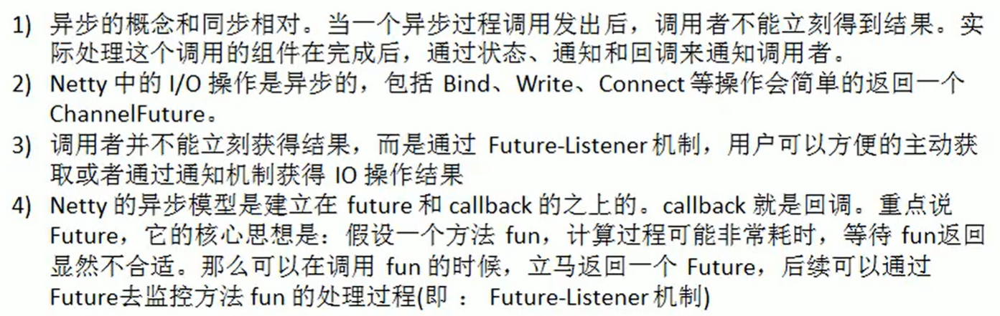 1) 异步的概念和同步相对。当一个异步过程调用发出后，调用者不能立刻得到结果。实
际处理这个调用的组件在完成后，通过状态、通知和回调来通知调用者。
2) Netty 中的 I/O 操作是异步的，包括 Bind、Write、Connect 等操作会简单的返回一个
ChannelFuture。
3) 调用者并不能立刻获得结果，而是通过 Future-Listener 机制，用户可以方便的主动获
取或者通过通知机制获得 IO 操作结果
4) Netty 的异步模型是建立在 future 和 callback 的之上的。callback 就是回调。重点说
Future，它的核心思想是：假设一个方法 fun，计算过程可能非常耗时，等待 fun返回
显然不合适。那么可以在调用 fun 的时候，立马返回一个 Future，后续可以通过
Future去监控方法 fun 的处理过程(即 ： Future-Listener 机制)